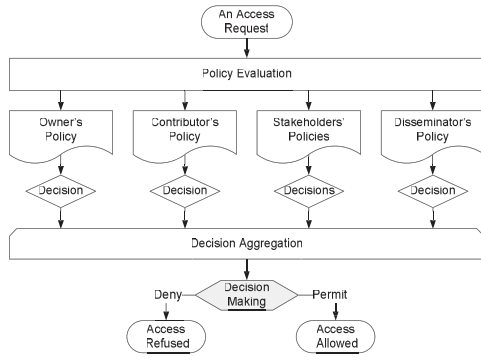 An Access
Request
Policy Evaluation
Owner's
Policy
Contributor's
Policy
Stakeholders'
Policies
Disseminator's
Policy
Decision
Decision
Decisions
Decision
Decision Aggregation
Deny
Decision
Making
Permit
Access
Refused
Access
Allowed